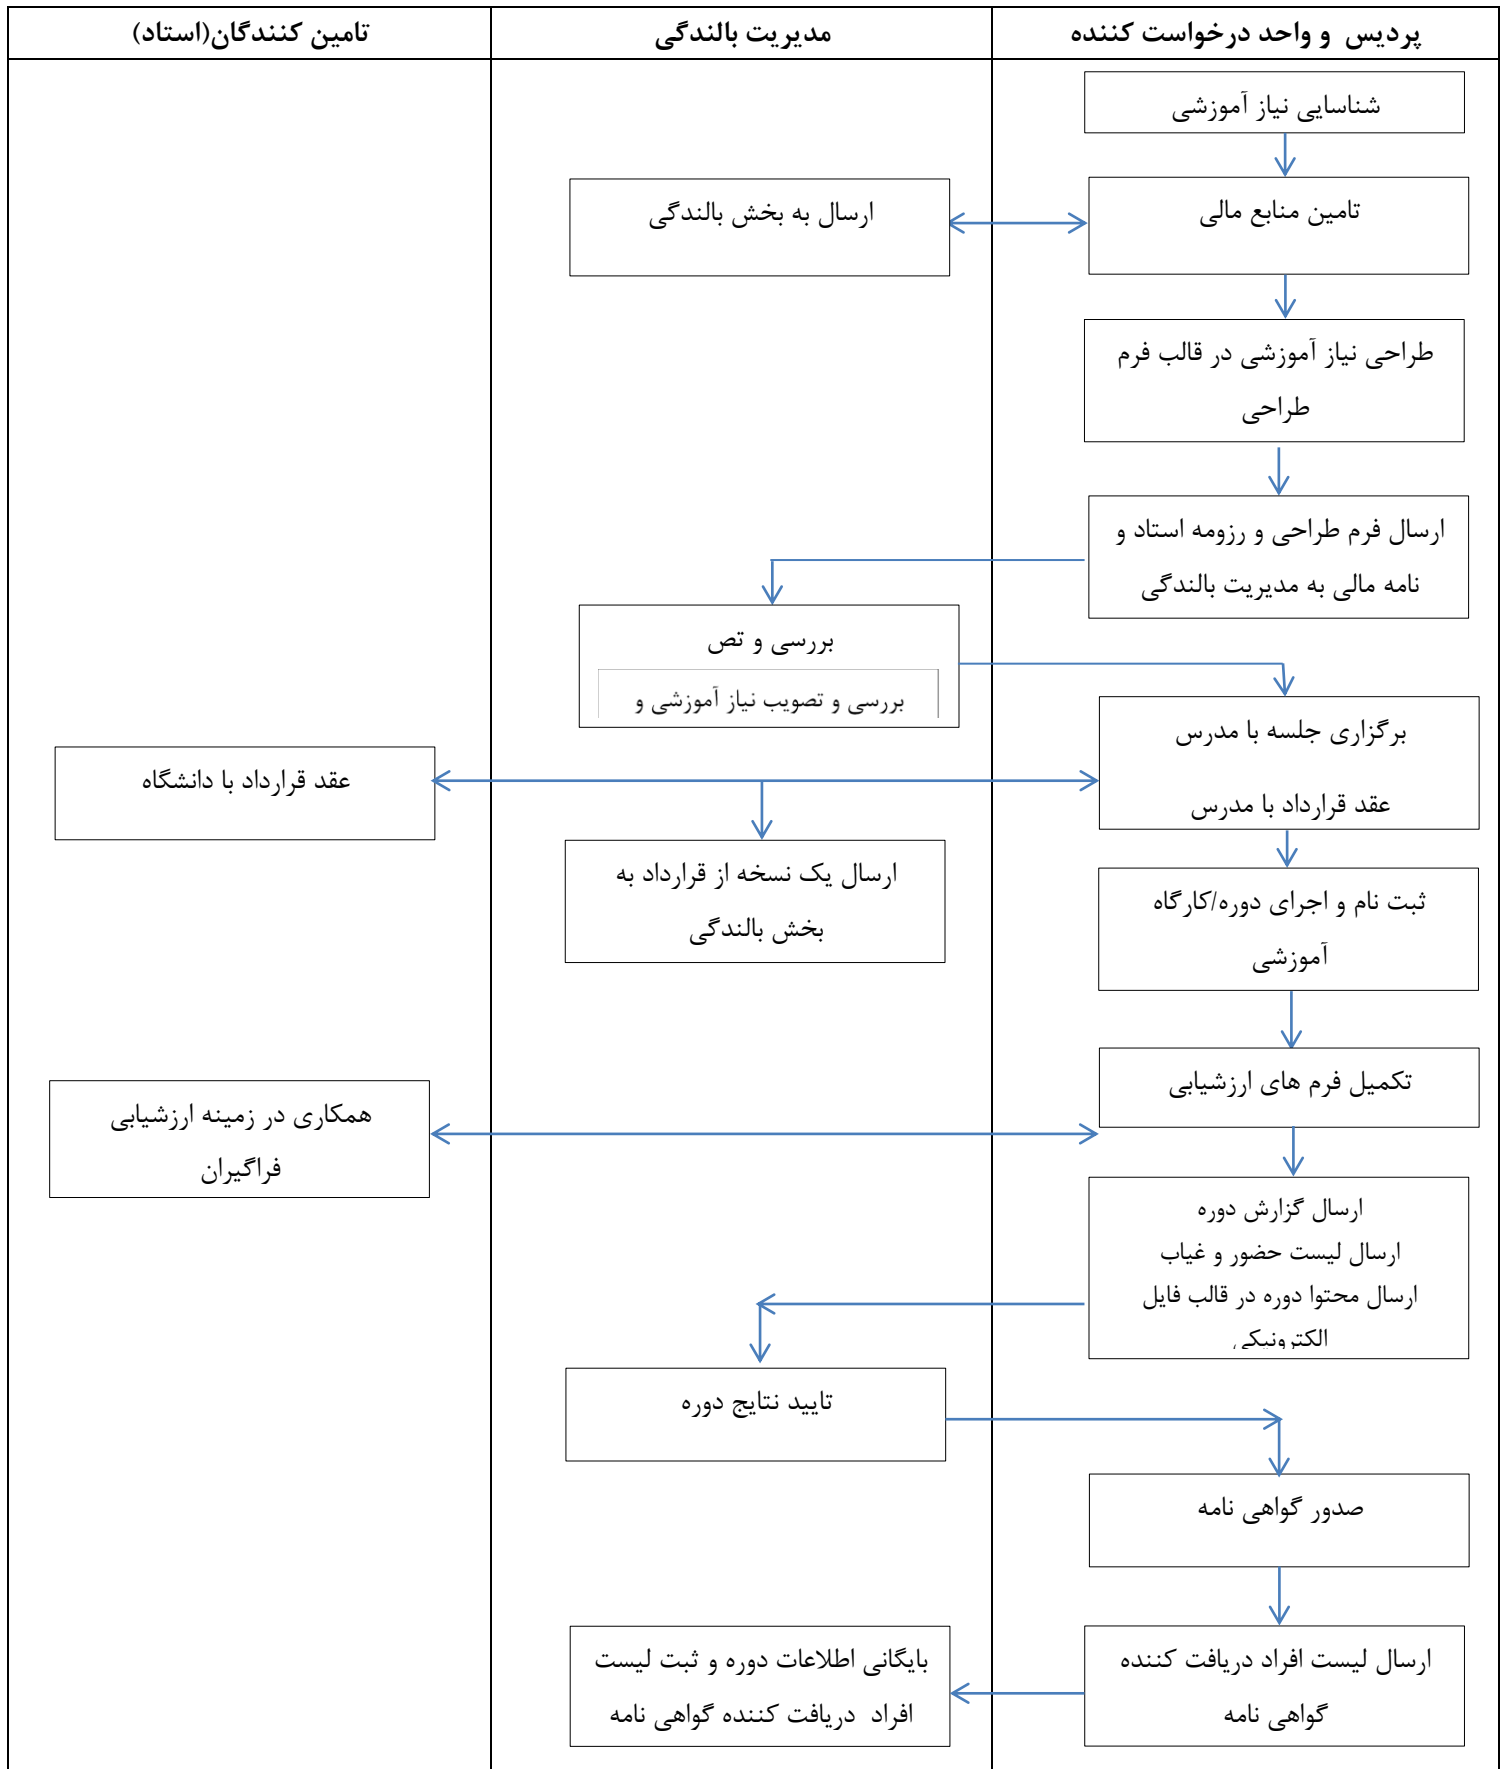 پردیس و واحد درخواست کننده
مدیریت بالندگی
تامین کنندگان(استاد)
شناسایی نیاز آموزشی
تامین منابع مالی
ارسال به بخش بالندگی
طراحی نیاز آموزشی در قالب فرم
طراحی
ارسال فرم طراحی و رزومه استاد و
نامه مالی به مدیریت بالندگی
بررسی و تص
بررسی و تصویب نیاز آموزشی و
برگزاری جلسه با مدرس
عقد قرارداد با مدرس
عقد قرارداد با دانشگاه
ارسال یک نسخه از قرارداد به
بخش بالندگی
ثبت نام و اجرای دوره/کارگاه
آموزشی
تکمیل فرم های ارزشیابی
همکاری در زمینه ارزشیابی
فراگیران
ارسال گزارش دوره
ارسال لیست حضور و غیاب
ارسال محتوا دوره در قالب فایل
الکترونیکی
تایید نتایج دوره
صدور گواهی نامه
ارسال لیست افراد دریافت کننده
گواهی نامه
بایگانی اطلاعات دوره و ثبت لیست
افراد دریافت کننده گواهی نامه